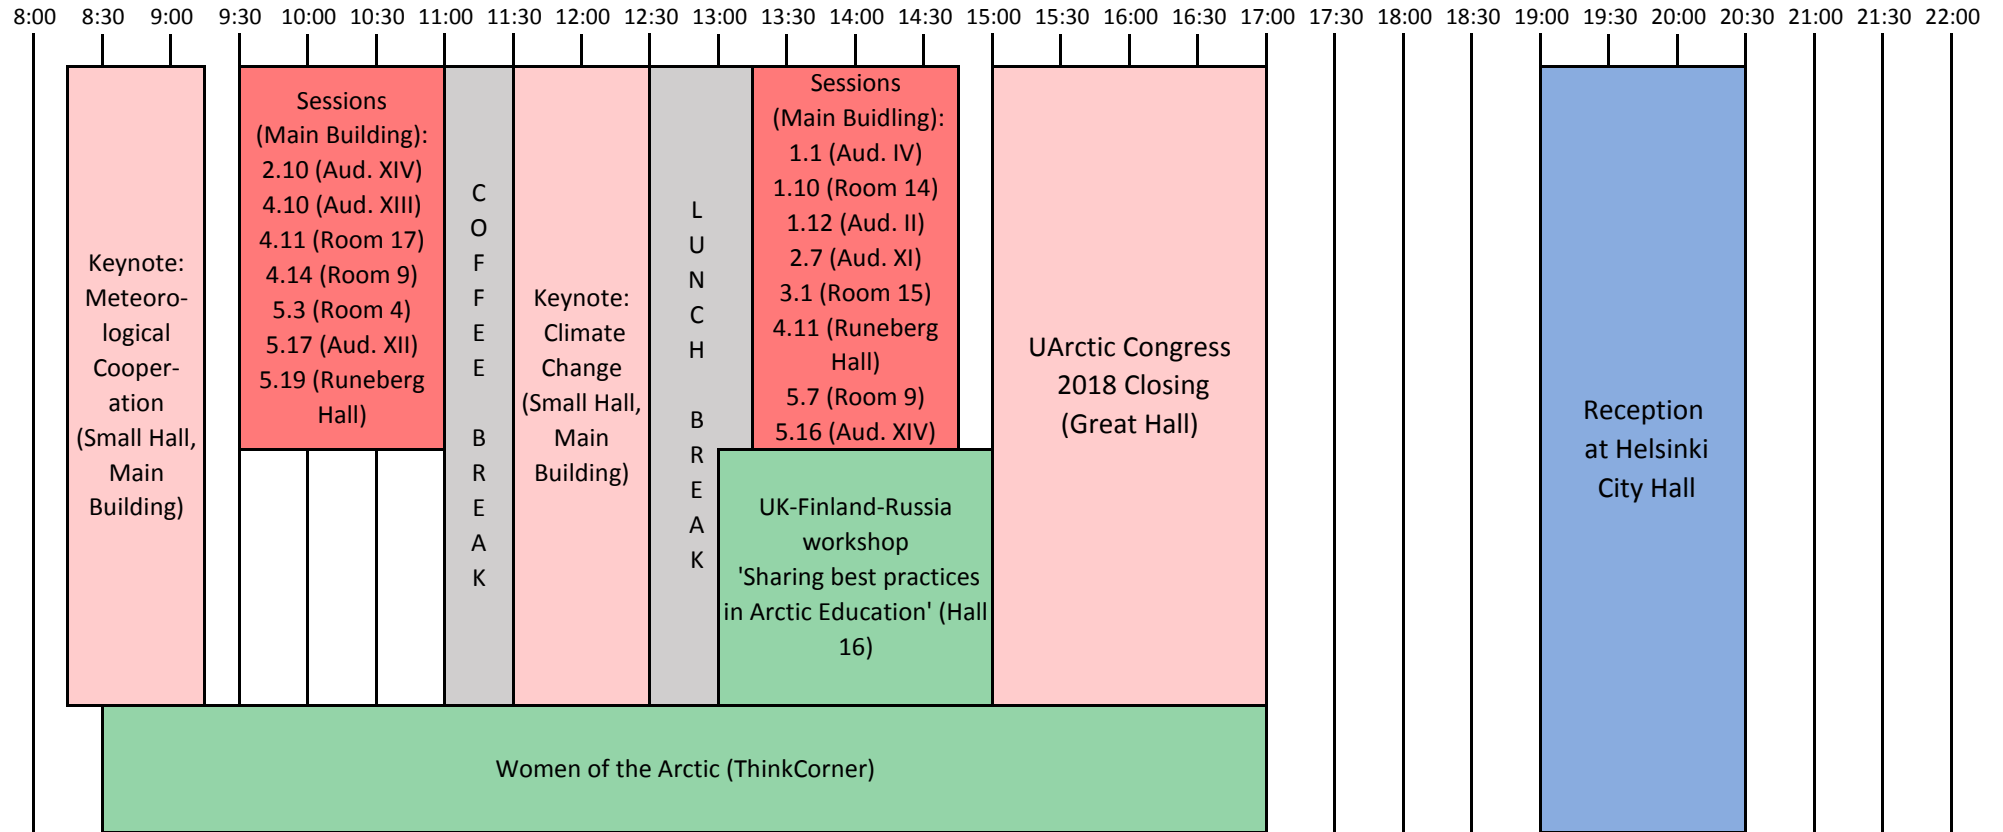 8:00 8:30 9:00 9:30 10:00 10:30 11:00 11:30 12:00 12:30 13:00 13:30 14:00 14:30 15:00 15:30 16:00 16:30 17:00 17:30 18:00 18:30 19:00 19:30 20:00 20:30 21:00 21:30 22:00
Keynote:
Meteoro-
logical
Cooper-
ation
(Small Hall,
Main
Building)
Sessions
(Main Building):
2.10 (Aud. XIV)
4.10 (Aud. XIII)
4.11 (Room 17)
4.14 (Room 9)
5.3 (Room 4)
5.17 (Aud. XII)
5.19 (Runeberg
Hall)
C
O
F
F
E
E
B
R
E
A
K
Keynote:
Climate
Change
(Small Hall,
Main
Building)
L
U
N
C
H
B
R
E
A
K
Sessions
(Main Buidling):
1.1 (Aud. IV)
1.10 (Room 14)
1.12 (Aud. II)
2.7 (Aud. XI)
3.1 (Room 15)
4.11 (Runeberg
Hall)
5.7 (Room 9)
5.16 (Aud. XIV)
UK-Finland-Russia
workshop
'Sharing best practices
in Arctic Education' (Hall
16)
UArctic Congress
2018 Closing
(Great Hall)
Reception
at Helsinki
City Hall
Women of the Arctic (ThinkCorner)